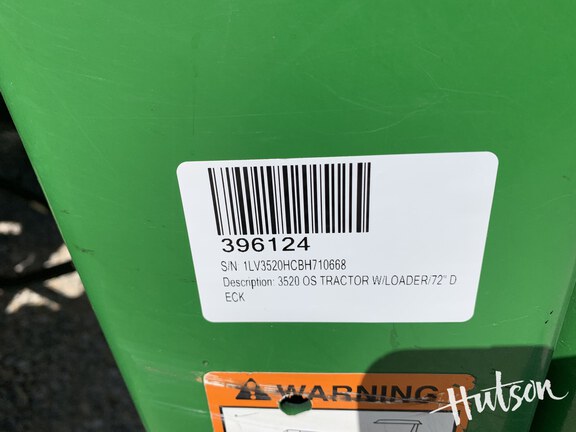 396124
S/N 1LV3520HCBH710668
Description: 3520 OS TRACTOR W/LOADER/72" D
ECK
WARNING
Hutson